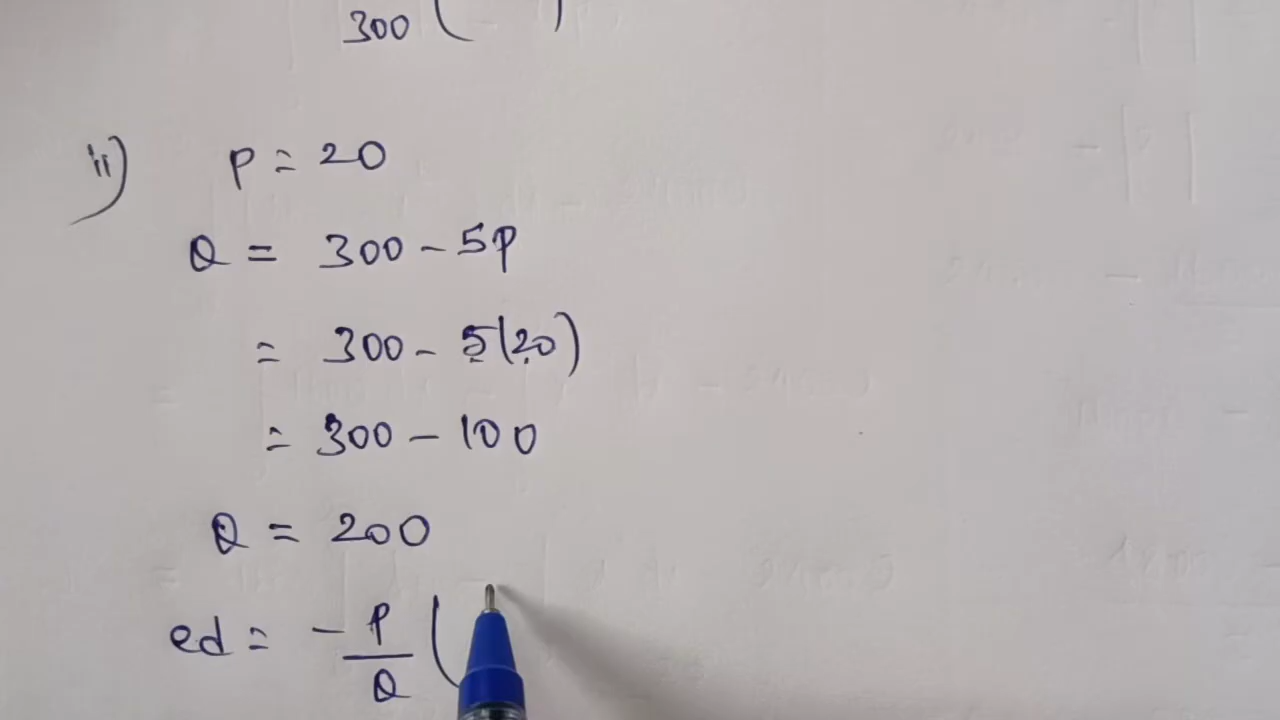 300 (  )
ii) P = 20
Q = 300 - 5P
= 300 - 5(20)
= 300 - 100
Q = 200
ed = - P/Q (